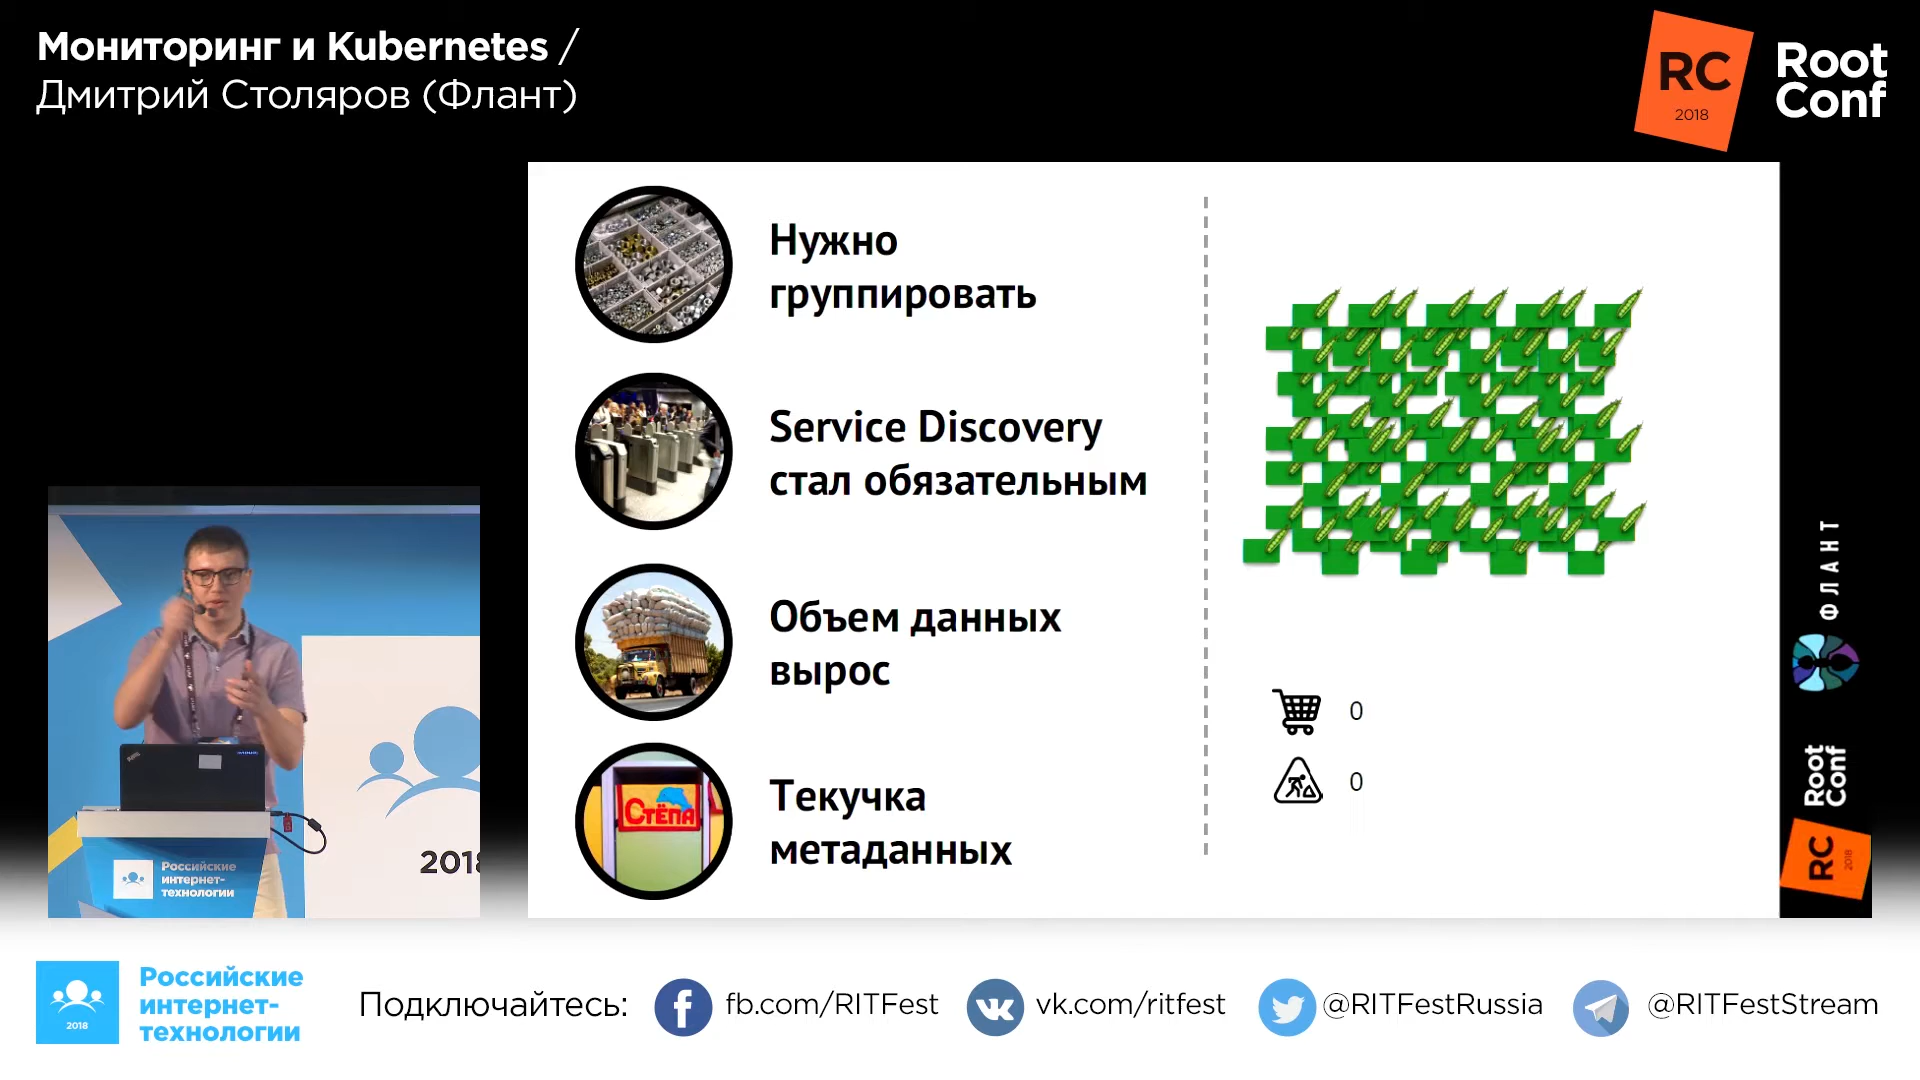 Мониторинг и Kubernetes /
Дмитрий Столяров (Флант)
RC
2018
Root
Conf
Нужно
группировать
Service Discovery
стал обязательным
Объем данных
вырос
СТЁПА
Текучка
метаданных
0
0
ФЛАНТ
Root
Conf
RC
2018
2018
Российские
интернет-
технологии
2018
Российские
интернет-
технологии
Подключайтесь:
fb.com/RITFest
vk.com/ritfest
@RITFestRussia
@RITFestStream